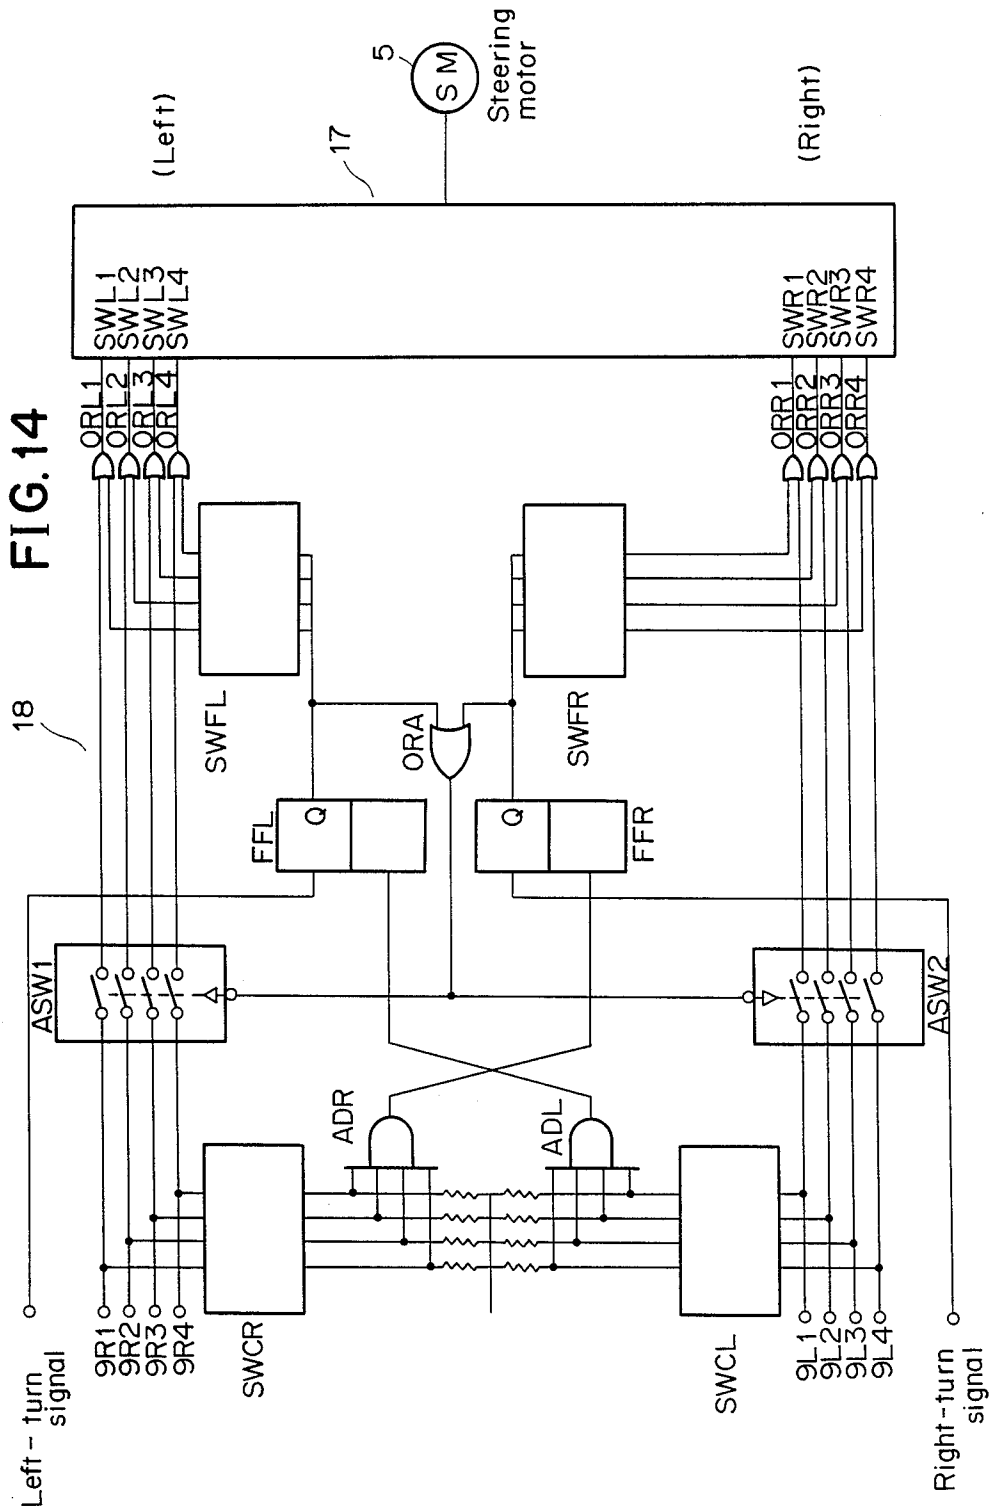 FIG.14
18
17
5
SM
Steering
motor
(Left)
(Right)
Left-turn
signal
9R1
9R2
9R3
9R4
SWCR
ASW1
ADR
ADL
SWCL
9L1
9L2
9L3
9L4
ASW2
Right-turn
signal
FFL
Q
Q
FFR
ORA
SWFL
SWFR
ORL1
ORL2
ORL3
ORL4
SWL1
SWL2
SWL3
SWL4
ORR1
ORR2
ORR3
ORR4
SWR1
SWR2
SWR3
SWR4